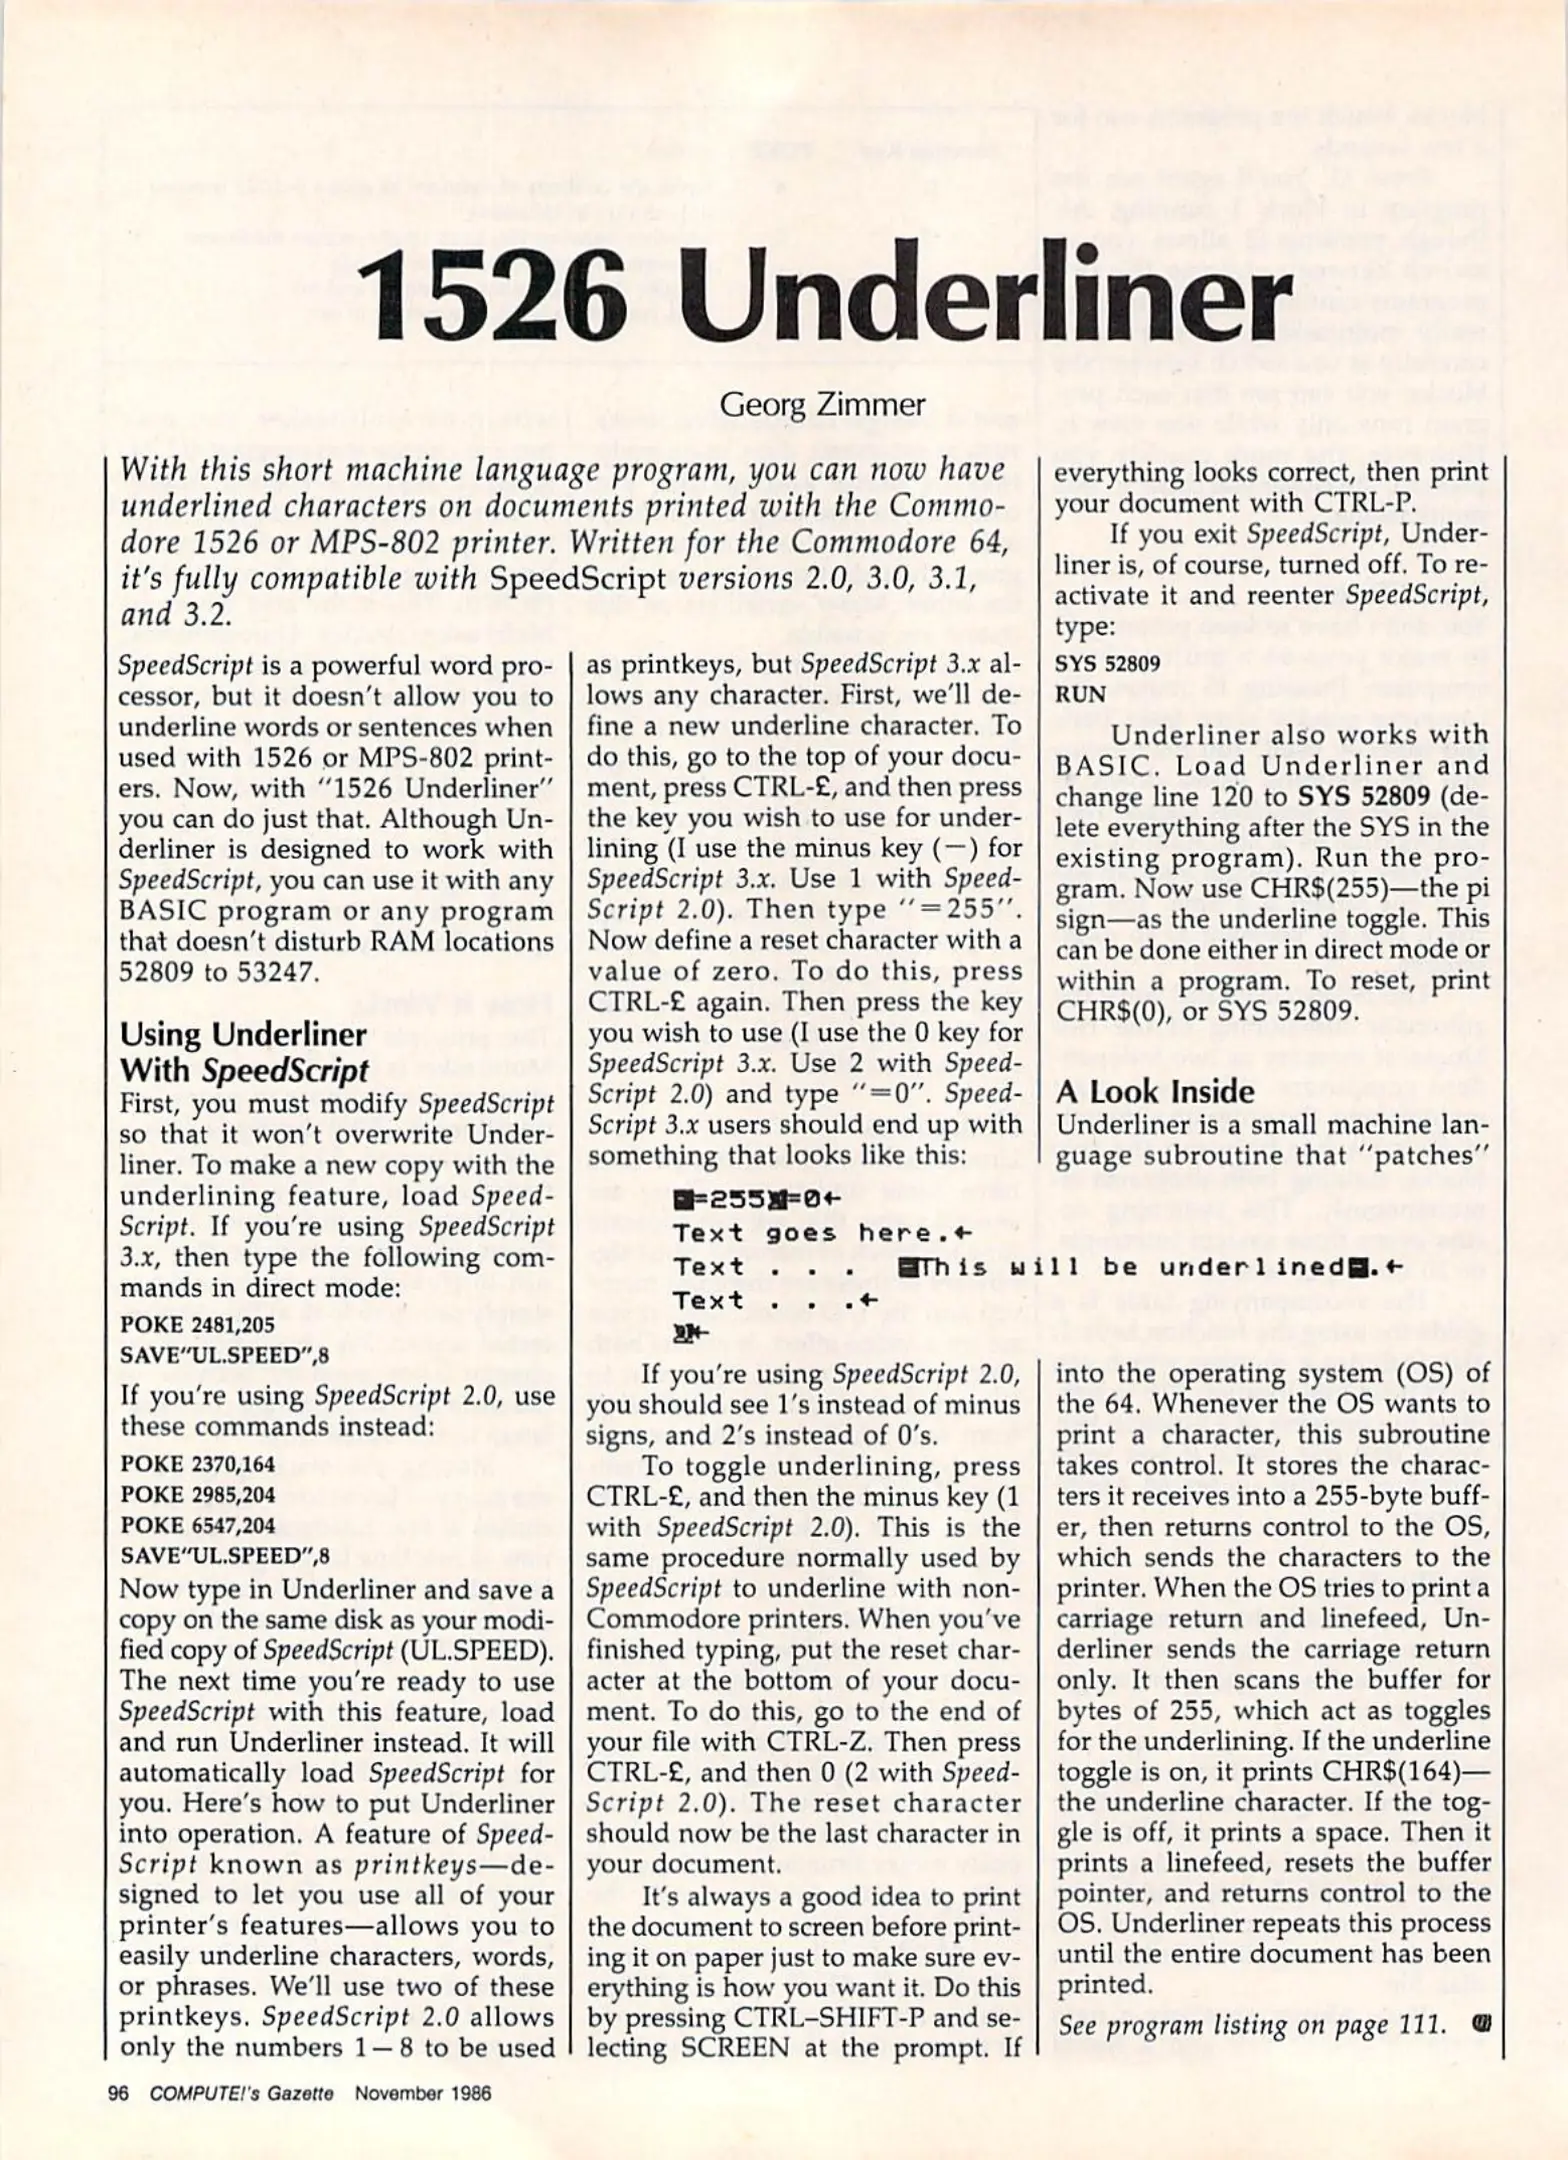 1526 Underliner
Georg Zimmer
With this short machine language program, you can now have
underlined characters on documents printed with the Commo-
dore 1526 or MPS-802 printer. Written for the Commodore 64,
it's fully compatible with SpeedScript versions 2.0, 3.0, 3.1,
and 3.2.
SpeedScript is a powerful word pro-
cessor, but it doesn't allow you to
underline words or sentences when
used with 1526 or MPS-802 print-
ers. Now, with "1526 Underliner"
you can do just that. Although Un-
derliner is designed to work with
SpeedScript, you can use it with any
BASIC program or any program
that doesn't disturb RAM locations
52809 to 53247.
Using Underliner
With SpeedScript
First, you must modify SpeedScript
so that it won't overwrite Under-
liner. To make a new copy with the
underlining feature, load Speed-
Script. If you're using SpeedScript
3.x, then type the following com-
mands in direct mode:
POKE 2481,205
SAVE"UL.SPEED",8
If you're using SpeedScript 2.0, use
these commands instead:
POKE 2370,164
POKE 2985,204
POKE 6547,204
SAVE"UL.SPEED",8
Now type in Underliner and save a
copy on the same disk as your modi-
fied copy of SpeedScript (UL.SPEED).
The next time you're ready to use
SpeedScript with this feature, load
and run Underliner instead. It will
automatically load SpeedScript for
you. Here's how to put Underliner
into operation. A feature of Speed-
Script known as printkeys—de-
signed to let you use all of your
printer's features—allows you to
easily underline characters, words,
or phrases. We'll use two of these
printkeys. SpeedScript 2.0 allows
only the numbers 1–8 to be used
as printkeys, but SpeedScript 3.x al-
lows any character. First, we'll de-
fine a new underline character. To
do this, go to the top of your docu-
ment, press CTRL-£, and then press
the key you wish to use for under-
lining (I use the minus key (−) for
SpeedScript 3.x. Use 1 with Speed-
Script 2.0). Then type "=255".
Now define a reset character with a
value of zero. To do this, press
CTRL-£ again. Then press the key
you wish to use (I use the 0 key for
SpeedScript 3.x. Use 2 with Speed-
Script 2.0) and type "=0". Speed-
Script 3.x users should end up with
something that looks like this:
=255 =0←
Text goes here.←
Text . . . This will be underlined .←
Text . . .←
←
If you're using SpeedScript 2.0,
you should see 1's instead of minus
signs, and 2's instead of 0's.
To toggle underlining, press
CTRL-£, and then the minus key (1
with SpeedScript 2.0). This is the
same procedure normally used by
SpeedScript to underline with non-
Commodore printers. When you've
finished typing, put the reset char-
acter at the bottom of your docu-
ment. To do this, go to the end of
your file with CTRL-Z. Then press
CTRL-£, and then 0 (2 with Speed-
Script 2.0). The reset character
should now be the last character in
your document.
It's always a good idea to print
the document to screen before print-
ing it on paper just to make sure ev-
erything is how you want it. Do this
by pressing CTRL–SHIFT-P and se-
lecting SCREEN at the prompt. If
everything looks correct, then print
your document with CTRL-P.
If you exit SpeedScript, Under-
liner is, of course, turned off. To re-
activate it and reenter SpeedScript,
type:
SYS 52809
RUN
Underliner also works with
BASIC. Load Underliner and
change line 120 to SYS 52809 (de-
lete everything after the SYS in the
existing program). Run the pro-
gram. Now use CHR$(255)—the pi
sign—as the underline toggle. This
can be done either in direct mode or
within a program. To reset, print
CHR$(0), or SYS 52809.
A Look Inside
Underliner is a small machine lan-
guage subroutine that "patches"
into the operating system (OS) of
the 64. Whenever the OS wants to
print a character, this subroutine
takes control. It stores the charac-
ters it receives into a 255-byte buff-
er, then returns control to the OS,
which sends the characters to the
printer. When the OS tries to print a
carriage return and linefeed, Un-
derliner sends the carriage return
only. It then scans the buffer for
bytes of 255, which act as toggles
for the underlining. If the underline
toggle is on, it prints CHR$(164)—
the underline character. If the tog-
gle is off, it prints a space. Then it
prints a linefeed, resets the buffer
pointer, and returns control to the
OS. Underliner repeats this process
until the entire document has been
printed.
See program listing on page 111.
96 COMPUTE!'s Gazette November 1986